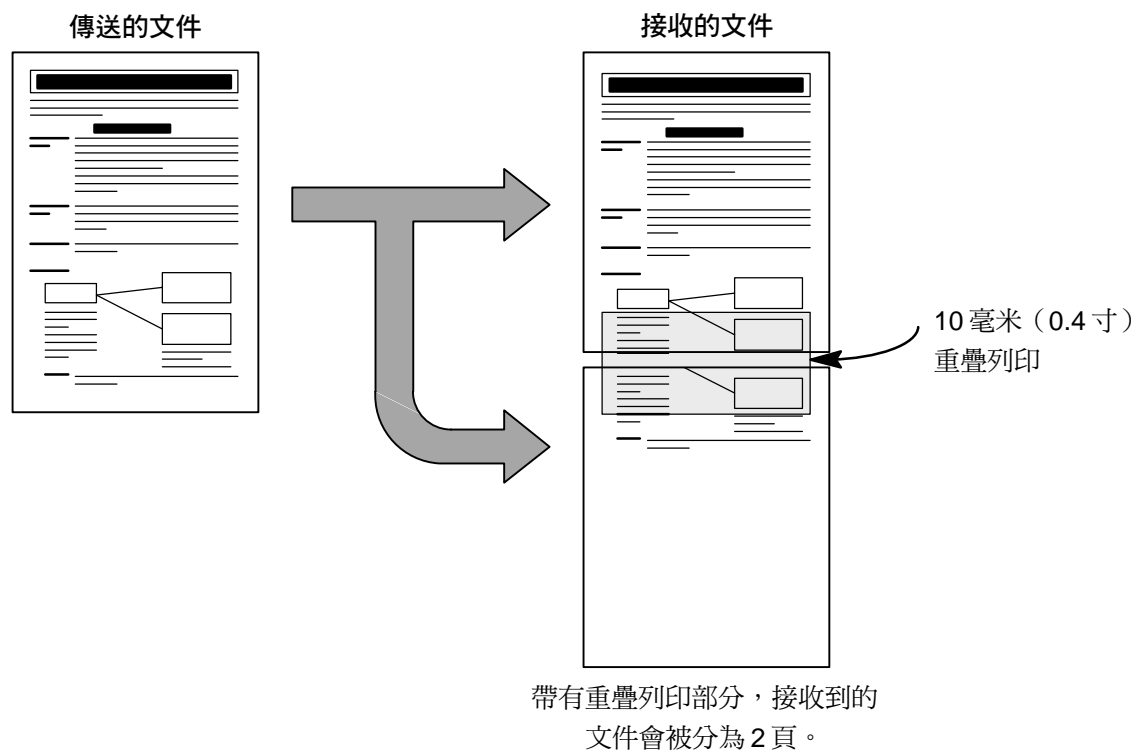 傳送的文件
接收的文件
10 毫米（0.4 寸）
重疊列印
帶有重疊列印部分，接收到的
文件會被分為 2 頁。